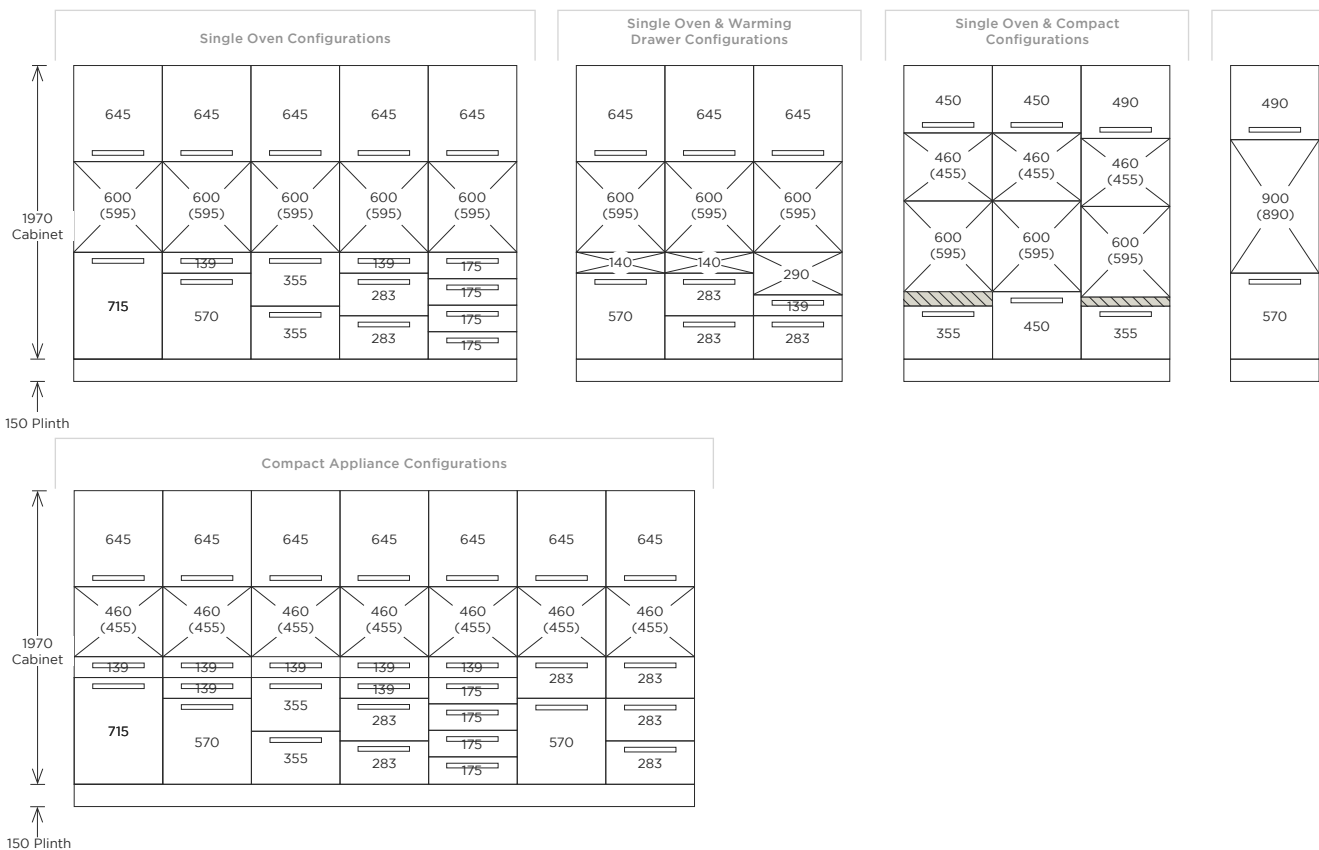 Single Oven Configurations
Single Oven & Warming
Drawer Configurations
Single Oven & Compact
Configurations
645 645 645 645 645
600 600 600 600 600
(595) (595) (595) (595) (595)
715
139
570
355
355
139
283
283
175
175
175
175
645 645 645
600 600 600
(595) (595) (595)
140
570
140
283
283
290
139
283
450 450 490
460 460 460
(455) (455) (455)
600 600 600
(595) (595) (595)
355 450 355
490
900
(890)
570
1970
Cabinet
150 Plinth
Compact Appliance Configurations
645 645 645 645 645 645 645
460 460 460 460 460 460 460
(455) (455) (455) (455) (455) (455) (455)
139 139 139 139 139
715
139
570
355
355
139
283
283
175
175
175
175
283
570
283
283
283
1970
Cabinet
150 Plinth